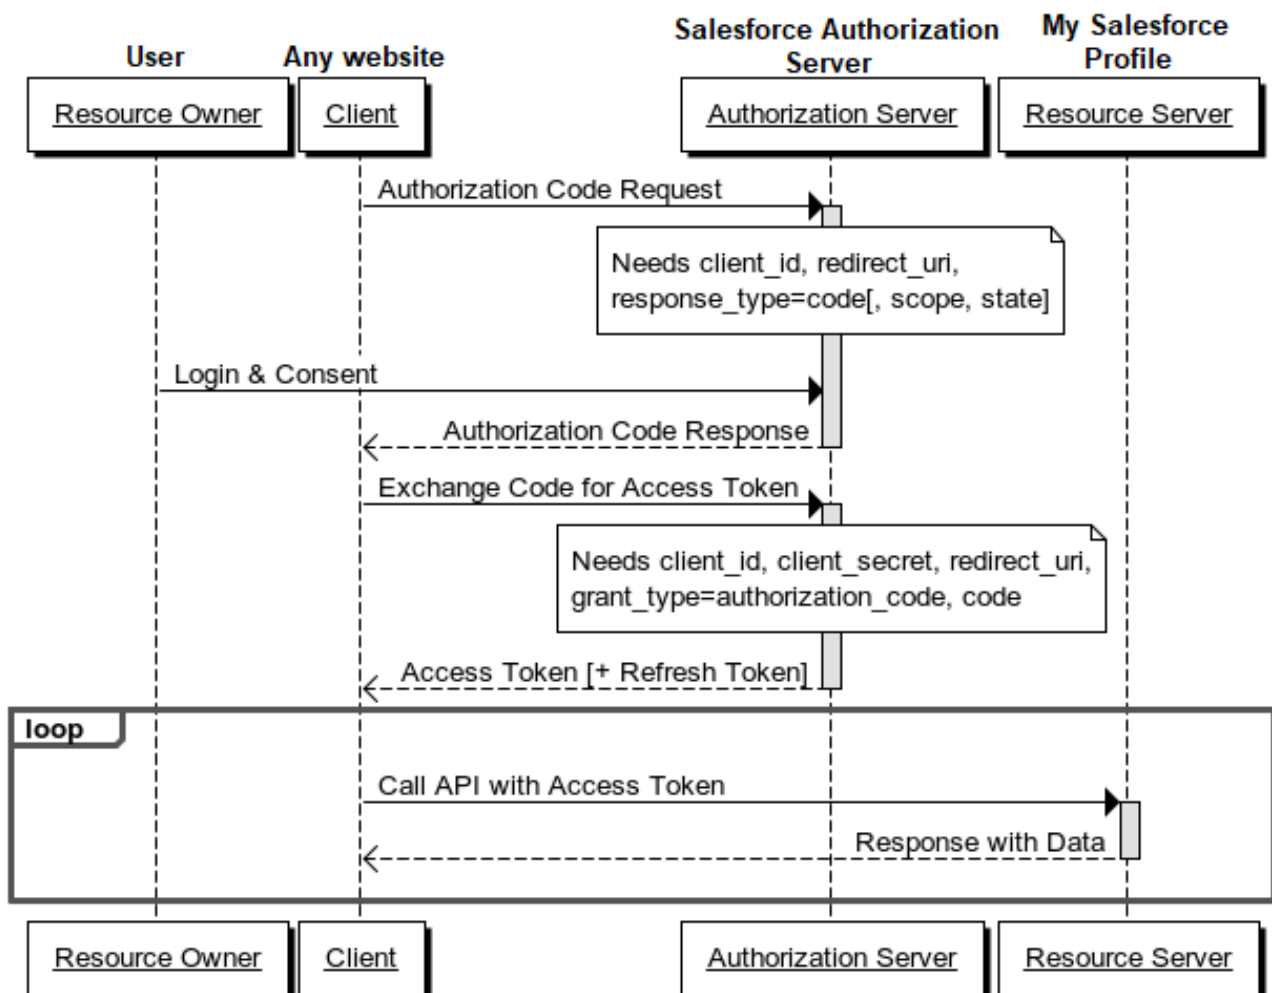 User
Any website
Salesforce Authorization
Server
My Salesforce
Profile
Resource Owner
Client
Authorization Server
Resource Server
Authorization Code Request
Needs client_id, redirect_uri,
response_type=code[, scope, state]
Login & Consent
Authorization Code Response
Exchange Code for Access Token
Needs client_id, client_secret, redirect_uri,
grant_type=authorization_code, code
Access Token [+ Refresh Token]
loop
Call API with Access Token
Response with Data
Resource Owner
Client
Authorization Server
Resource Server